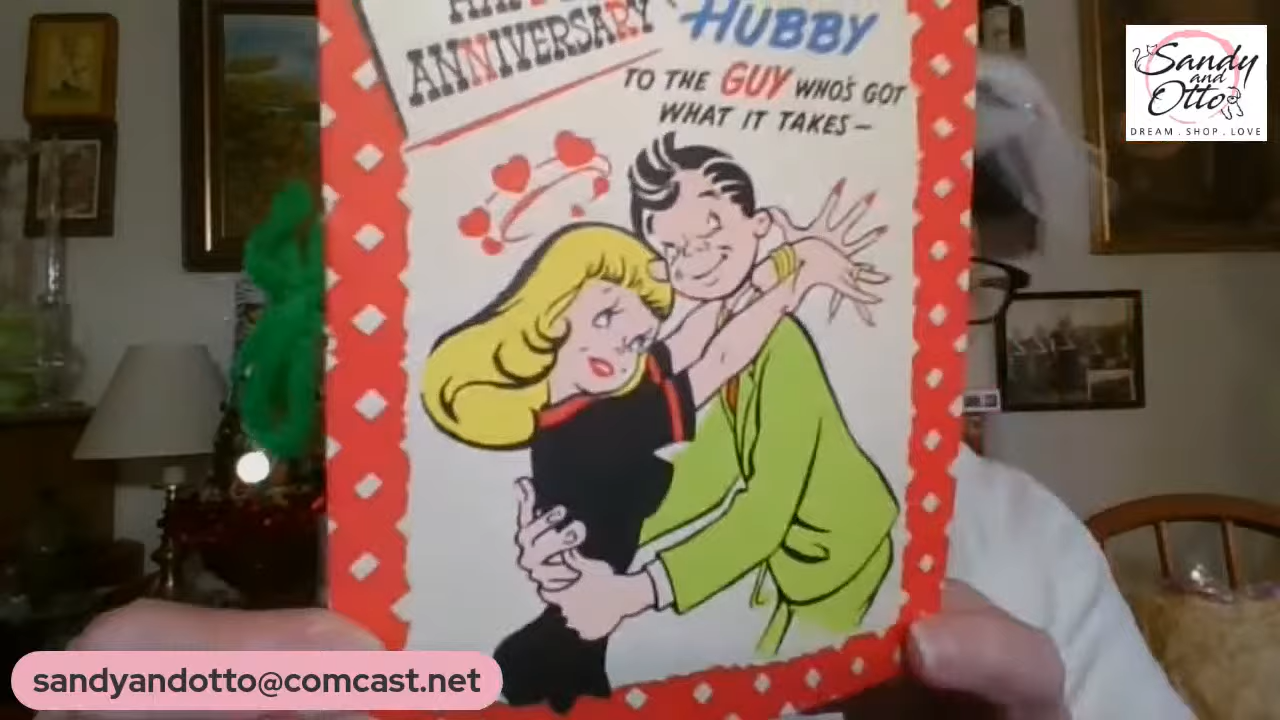 ANNIVERSARY
HUBBY
TO THE GUY WHO'S GOT
WHAT IT TAKES—
Sandy
and
Otto
DREAM . SHOP . LOVE
sandyandotto@comcast.net